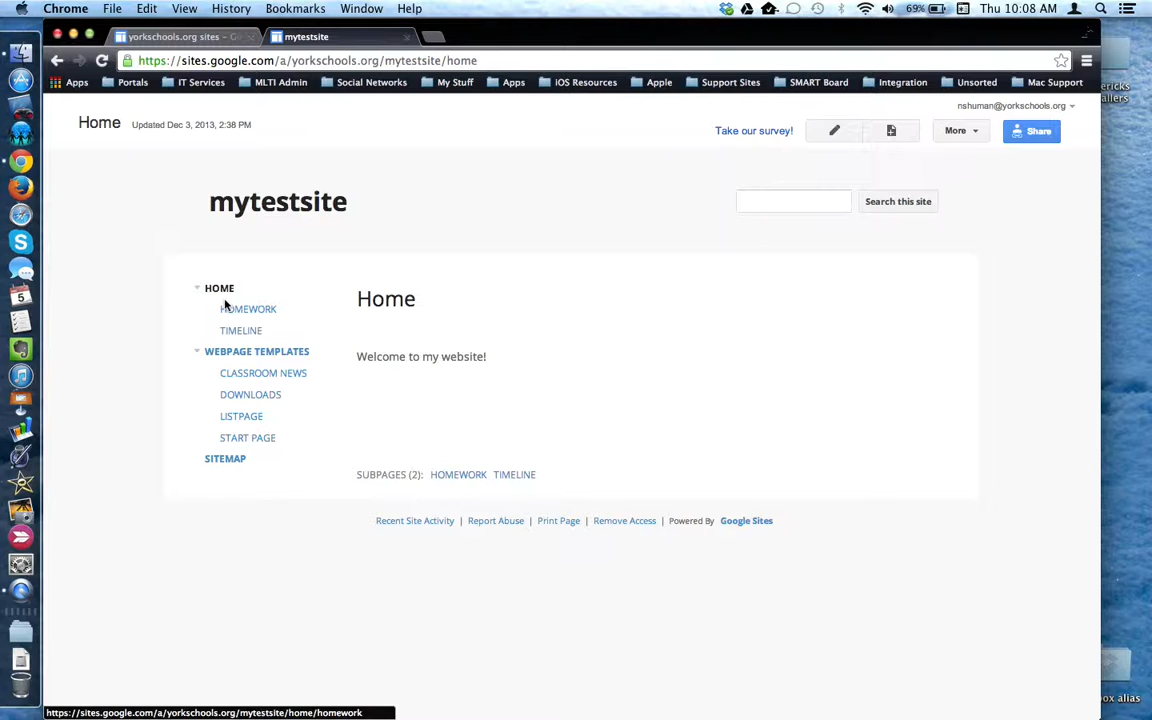 Chrome File Edit View History Bookmarks Window Help 69% Thu 10:08 AM
yorkschools.org sites - Go mytestsite
https://sites.google.com/a/yorkschools.org/mytestsite/home
Apps Portals IT Services MLTI Admin Social Networks My Stuff Apps iOS Resources Apple Support Sites SMART Board Integration Unsorted Mac Support
nshuman@yorkschools.org
Home Updated Dec 3, 2013, 2:38 PM Take our survey! More Share
mytestsite Search this site
HOME
Home
HOMEWORK
TIMELINE
WEBPAGE TEMPLATES
Welcome to my website!
CLASSROOM NEWS
DOWNLOADS
LISTPAGE
START PAGE
SITEMAP
SUBPAGES (2): HOMEWORK TIMELINE
Recent Site Activity | Report Abuse | Print Page | Remove Access | Powered By Google Sites
https://sites.google.com/a/yorkschools.org/mytestsite/home/homework